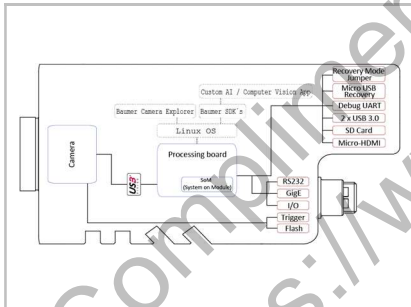 Custom AI / Computer Vision App
Baumer Camera Explorer
Baumer SDK's
Linux OS
Processing board
SoM
(System on Module)
Camera
Recovery Mode
Jumper
Micro USB
Recovery
Debug UART
2 x USB 3.0
SD Card
Micro-HDMI
RS232
GigE
I/O
Trigger
Flash
Complimen